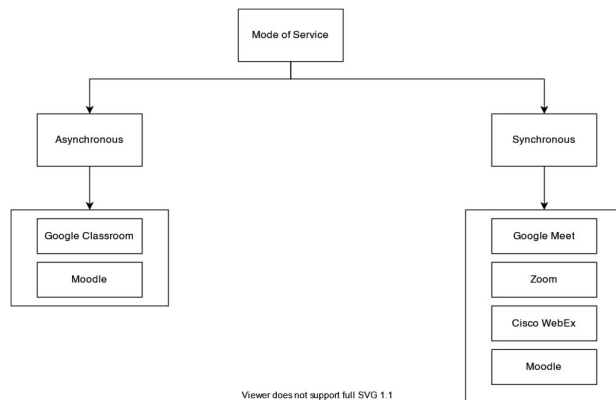 Mode of Service
Asynchronous
Synchronous
Google Classroom
Moodle
Google Meet
Zoom
Cisco WebEx
Moodle
Viewer does not support full SVG 1.1